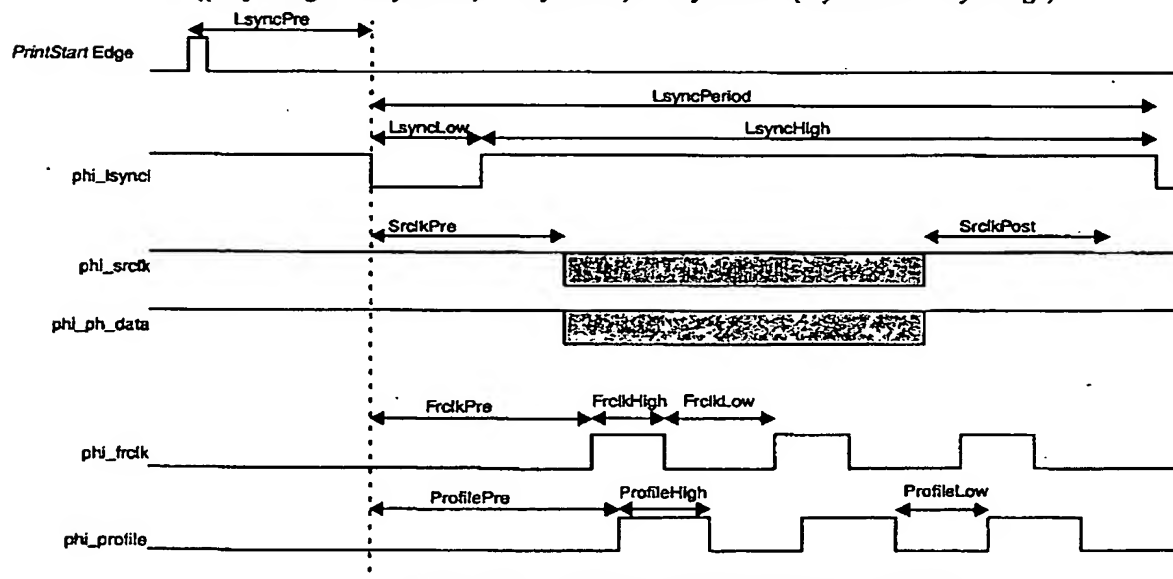 LsyncPre
PrintStart Edge
LsyncPeriod
LsyncLow LsyncHigh
phi_lsyncl
SrclkPre SrclkPost
phi_srclk
phi_ph_data
FrclkPre FrclkHigh FrclkLow
phi_frclk
ProfilePre ProfileHigh ProfileLow
phi_profile